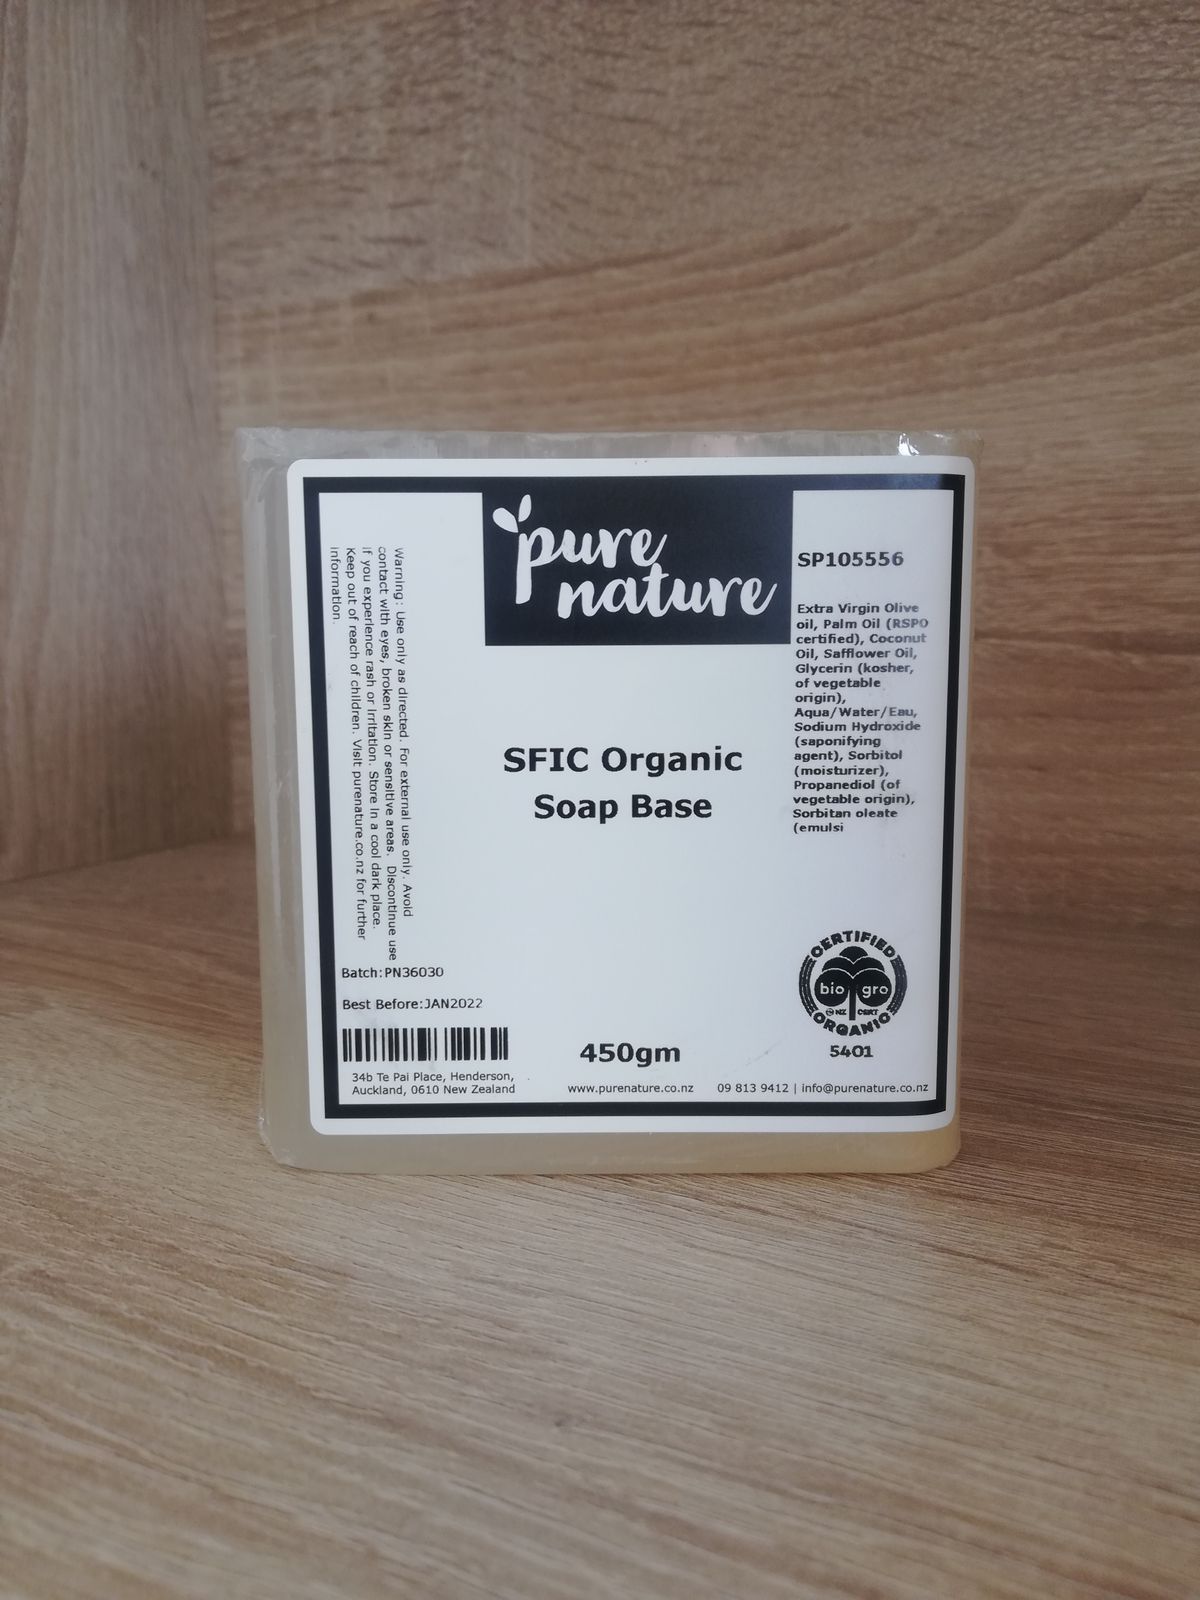 pure
nature
SP105556
Extra Virgin Olive
oil, Palm Oil (RSPO
certified), Coconut
Oil, Safflower Oil,
Glycerin (kosher,
of vegetable
origin),
Aqua/Water/Eau,
Sodium Hydroxide
(saponifying
agent), Sorbitol
(moisturizer),
Propanediol (of
vegetable origin),
Sorbitan oleate
(emulsi
SFIC Organic
Soap Base
Warning: Use only as directed. For external use only. Avoid
contact with eyes, broken skin or sensitive areas. Discontinue use
if you experience rash or irritation. Store in a cool dark place.
Keep out of reach of children. Visit purenature.co.nz for further
information.
Batch:PN36030
Best Before:JAN2022
34b Te Pai Place, Henderson,
Auckland, 0610 New Zealand
450gm
www.purenature.co.nz
CERTIFIED
bio gro
NZ CERT
ORGANIC
5401
09 813 9412 | info@purenature.co.nz